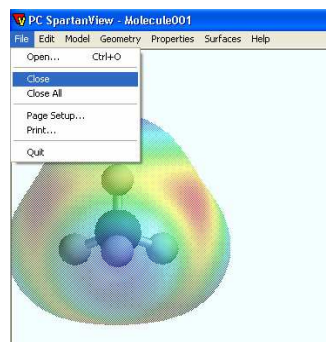 PC SpartanView - Molecule001
File Edit Model Geometry Properties Surfaces Help
Open... Ctrl+O
Close
Close All
Page Setup...
Print...
Quit